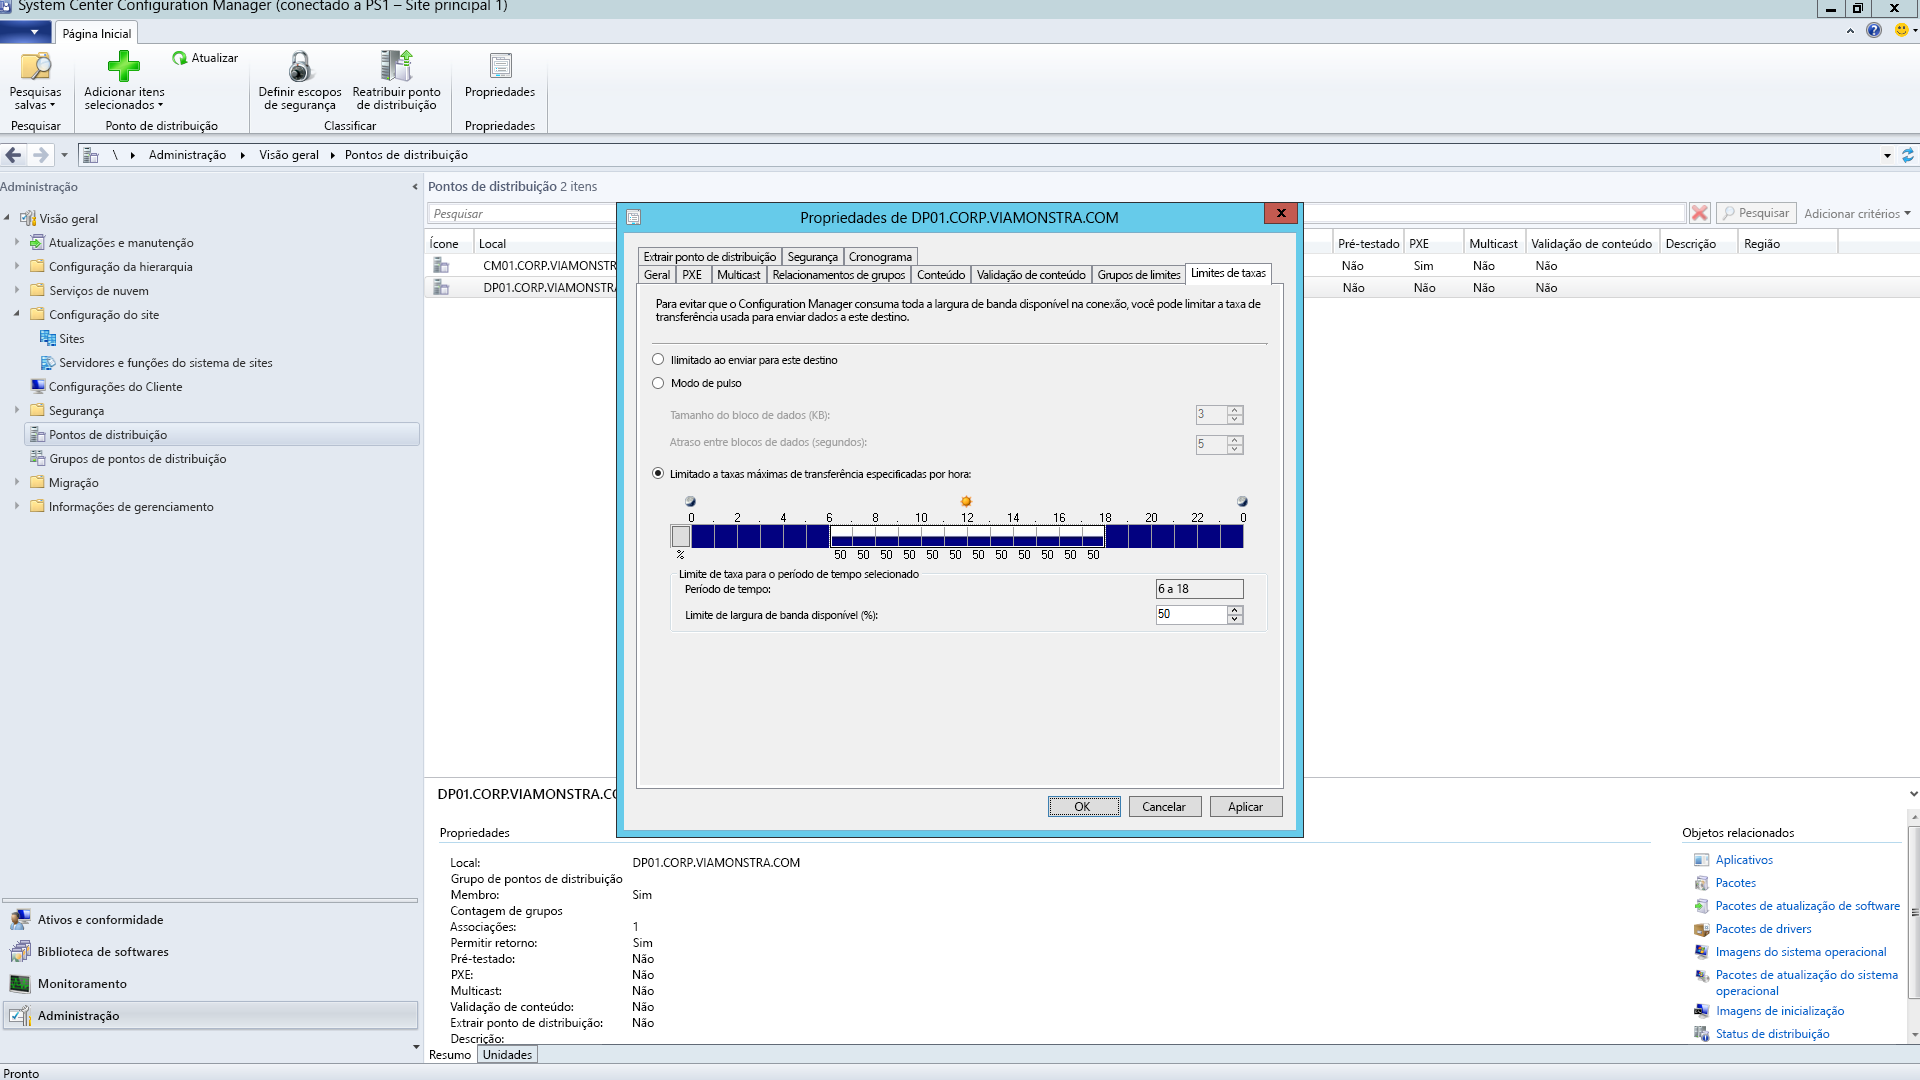 System Center Configuration Manager (conectado a PS1 – Site principal 1)
Página Inicial
Pesquisas
salvas
Adicionar itens
selecionados
Atualizar
Definir escopos
de segurança
Reatribuir ponto
de distribuição
Propriedades
Pesquisar
Ponto de distribuição
Classificar
Propriedades
\ Administração Visão geral Pontos de distribuição
Administração
Visão geral
Atualizações e manutenção
Configuração da hierarquia
Serviços de nuvem
Configuração do site
Sites
Servidores e funções do sistema de sites
Configurações do Cliente
Segurança
Pontos de distribuição
Grupos de pontos de distribuição
Migração
Informações de gerenciamento
Ativos e conformidade
Biblioteca de softwares
Monitoramento
Administração
Pronto
Pontos de distribuição 2 itens
Pesquisar
Pesquisar
Adicionar critérios
Ícone Local Pré-testado PXE Multicast Validação de conteúdo Descrição Região
CM01.CORP.VIAMONSTR Não Sim Não Não
DP01.CORP.VIAMONSTRA Não Não Não Não
Propriedades de DP01.CORP.VIAMONSTRA.COM
x
Extrair ponto de distribuição Segurança Cronograma
Geral PXE Multicast Relacionamentos de grupos Conteúdo Validação de conteúdo Grupos de limites Limites de taxas
Para evitar que o Configuration Manager consuma toda a largura de banda disponível na conexão, você pode limitar a taxa de
transferência usada para enviar dados a este destino.
Ilimitado ao enviar para este destino
Modo de pulso
Tamanho do bloco de dados (KB): 3
Atraso entre blocos de dados (segundos): 5
Limitado a taxas máximas de transferência especificadas por hora:
0 . 2 . 4 . 6 . 8 . 10 . 12 . 14 . 16 . 18 . 20 . 22 . 0
% 50 50 50 50 50 50 50 50 50 50 50 50
Limite de taxa para o período de tempo selecionado
Período de tempo: 6 a 18
Limite de largura de banda disponível (%): 50
OK Cancelar Aplicar
DP01.CORP.VIAMONSTRA.CO
Propriedades
Local: DP01.CORP.VIAMONSTRA.COM
Grupo de pontos de distribuição
Membro: Sim
Contagem de grupos
Associações: 1
Permitir retorno: Sim
Pré-testado: Não
PXE: Não
Multicast: Não
Validação de conteúdo: Não
Extrair ponto de distribuição: Não
Descrição:
Resumo Unidades
Objetos relacionados
Aplicativos
Pacotes
Pacotes de atualização de software
Pacotes de drivers
Imagens do sistema operacional
Pacotes de atualização do sistema
operacional
Imagens de inicialização
Status de distribuição